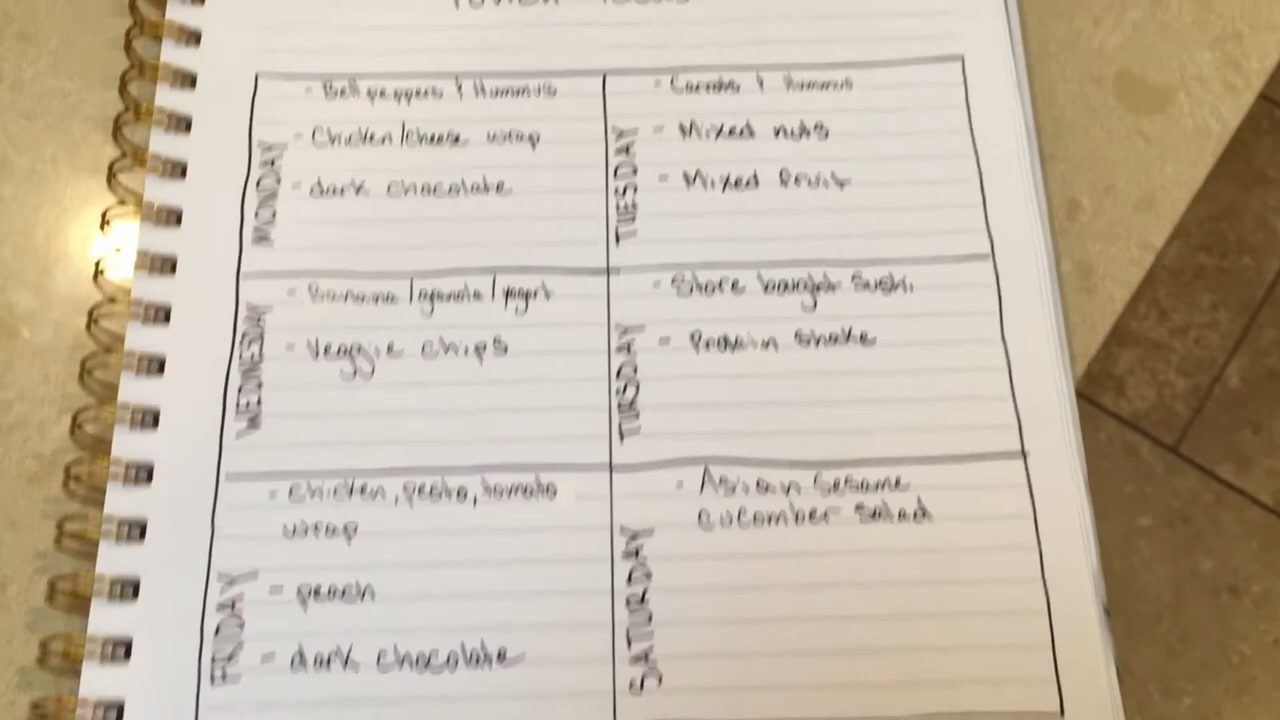 MONDAY
- Bell peppers & Hummus
- Chicken/cheese wrap
- dark chocolate
TUESDAY
- Carrots & Hummus
- Mixed nuts
- Mixed Fruit
WEDNESDAY
- Banana/granola/yogurt
- Veggie chips
TURSDAY
- Store bought sushi
- Protein shake
FRIDAY
- Chicken, pesto, tomato
wrap
- peach
- dark chocolate
SATURDAY
- Asian Sesame
cucumber salad